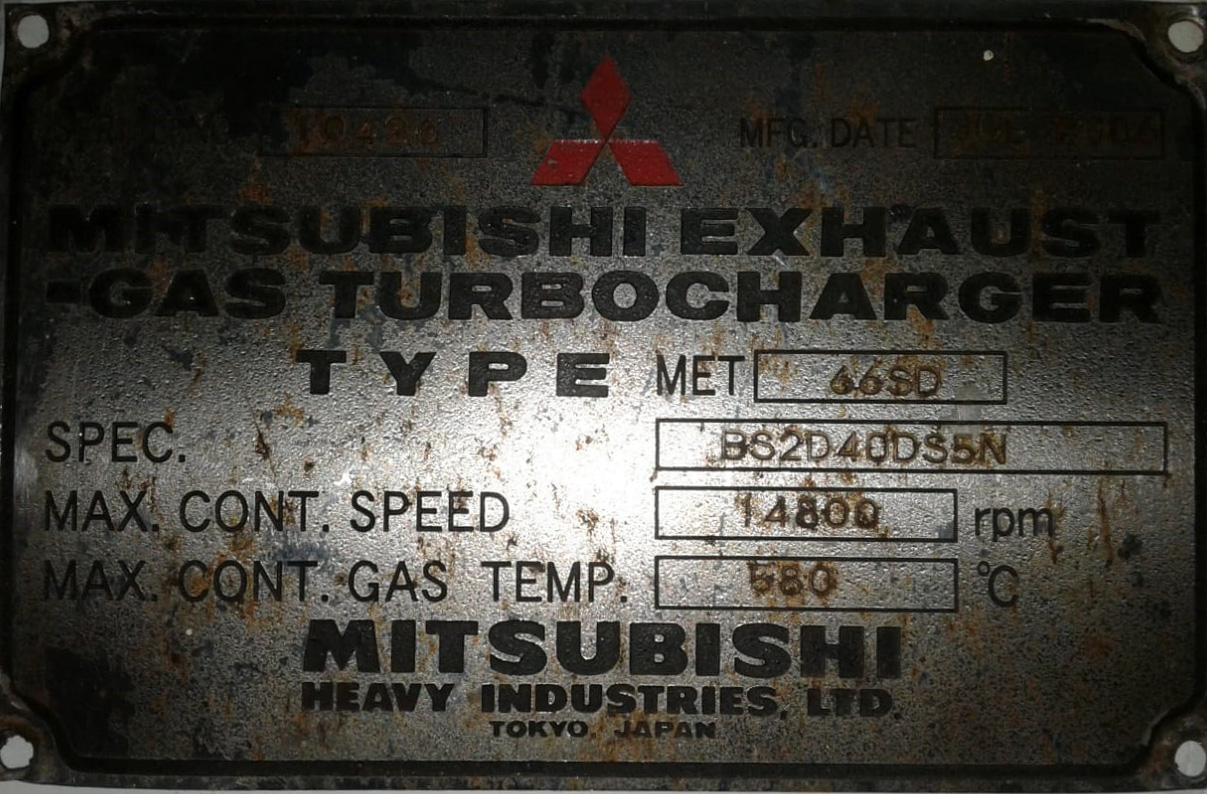 MFG. DATE
MITSUBISHI EXHAUST
-GAS TURBOCHARGER
TYPE MET 66SD
SPEC. BS2D40DS5N
MAX. CONT. SPEED 14800 rpm
MAX. CONT. GAS TEMP. 580 °C
MITSUBISHI
HEAVY INDUSTRIES, LTD.
TOKYO, JAPAN